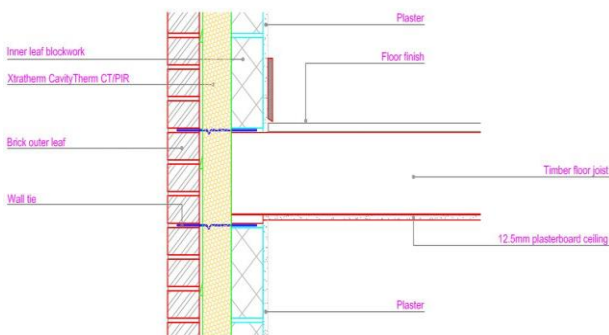 Plaster
Inner leaf blockwork
Floor finish
Xtratherm CavityTherm CT/PIR
Brick outer leaf
Timber floor joist
Wall tie
12.5mm plasterboard ceiling
Plaster